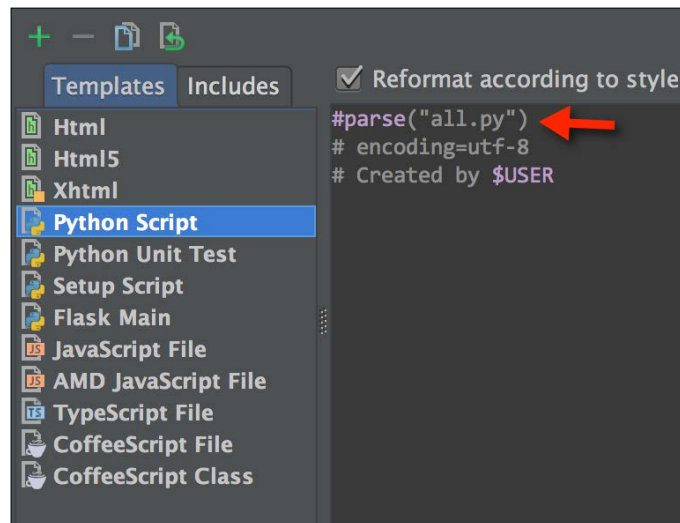 Templates Includes
Reformat according to style
#parse("all.py")
# encoding=utf-8
# Created by $USER
Html
Html5
Xhtml
Python Script
Python Unit Test
Setup Script
Flask Main
JavaScript File
AMD JavaScript File
TypeScript File
CoffeeScript File
CoffeeScript Class